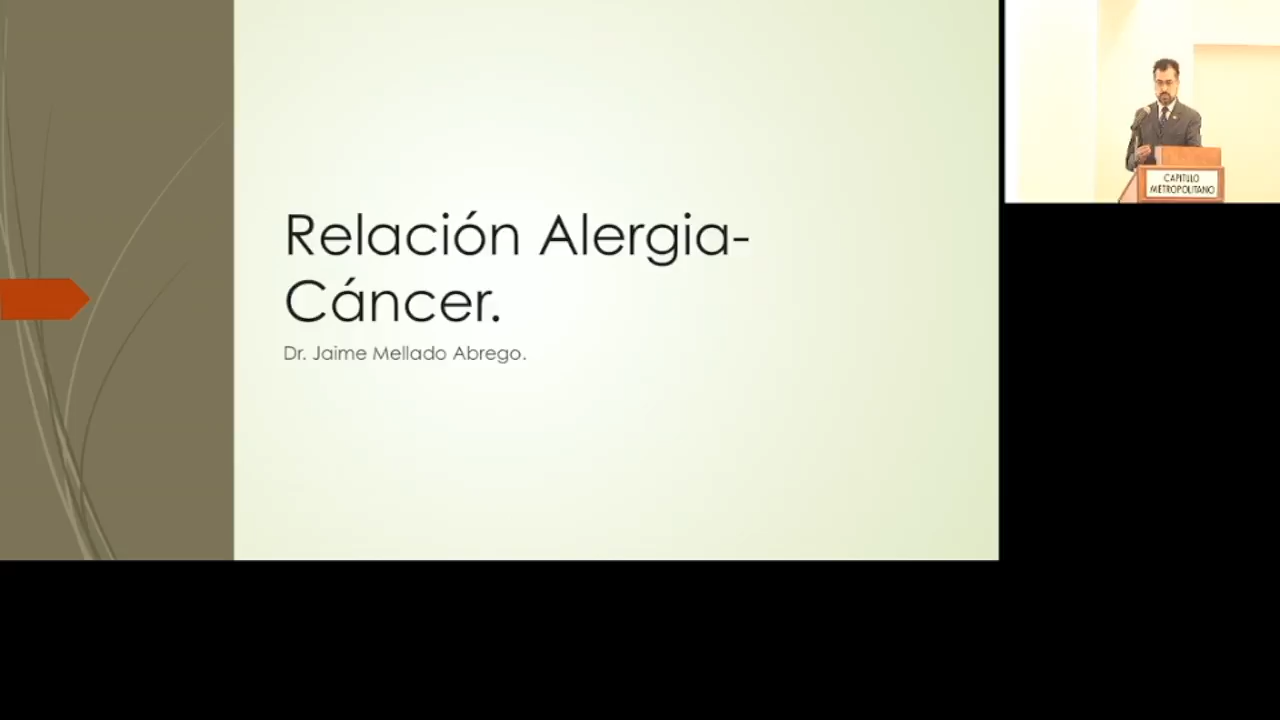 Relación Alergia-
Cáncer.
Dr. Jaime Mellado Abrego.
CAPITULO
METROPOLITANO